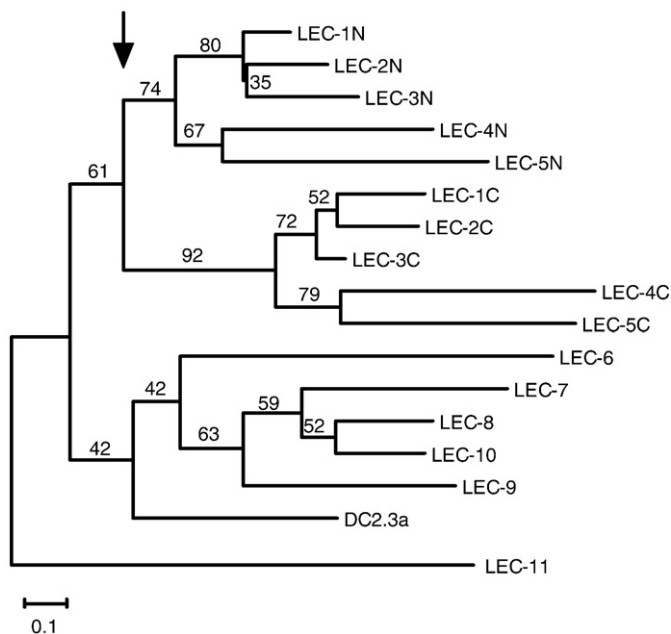 LEC-1N
80
LEC-2N
35
74
LEC-3N
LEC-4N
67
LEC-5N
61
LEC-1C
52
LEC-2C
72
LEC-3C
92
LEC-4C
79
LEC-5C
LEC-6
42
LEC-7
59
LEC-8
52
63
LEC-10
42
LEC-9
DC2.3a
LEC-11
0.1